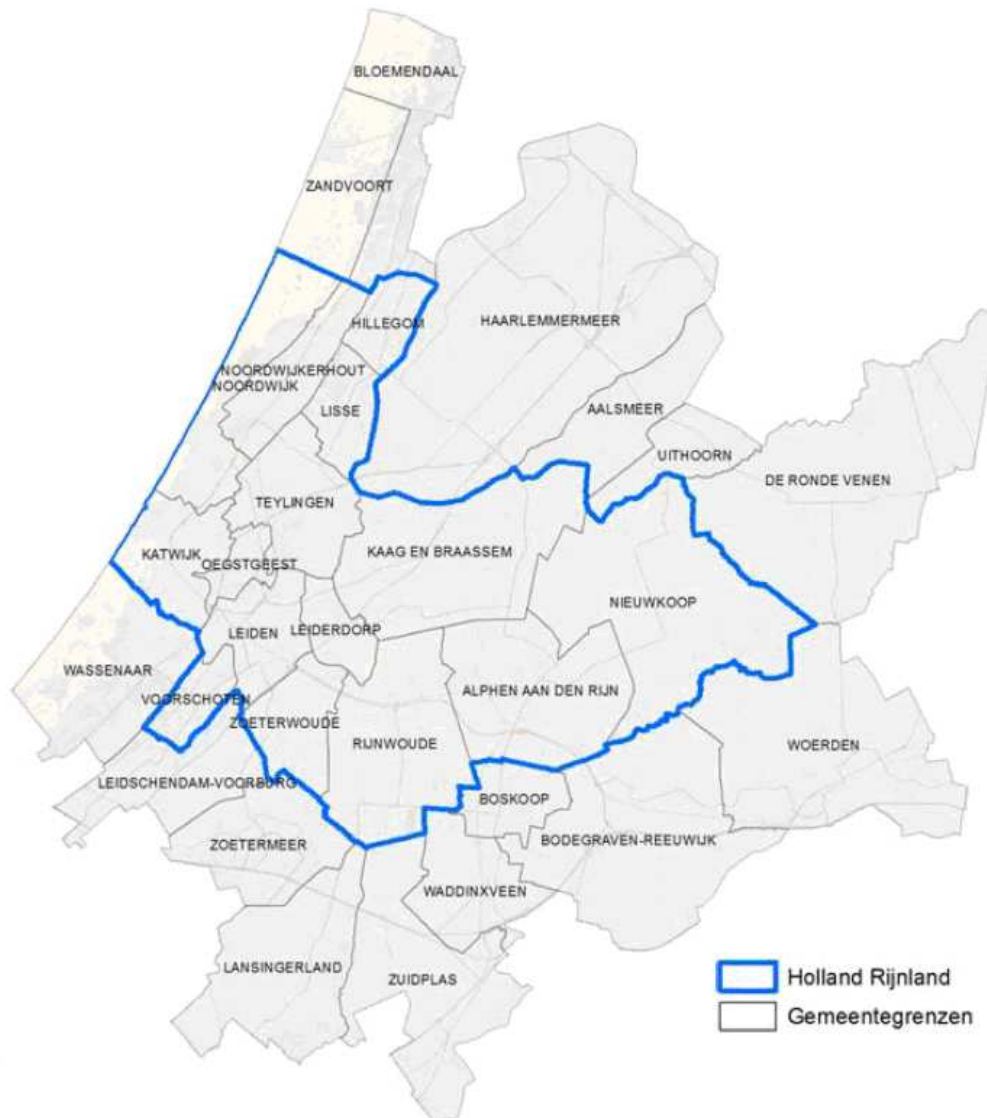 BLOEMENDAAL
ZANDVOORT
HILLEGOM
HAARLEMMERMEER
NOORDWIJKERHOUT
NOORDWIJK
LISSE
AALSMEER
UITHOORN
DE RONDE VENEN
TEYLINGEN
KATWIJK
OEGSTGEEST
KAAG EN BRAASSEM
NIEUWKOOP
LEIDEN
LEIDERDORP
WASSENAAR
VOORSCHOTEN
ZOETERWOUDE
ALPHEN AAN DEN RIJN
RIJNWOUDE
WOERDEN
LEIDSCHENDAM-VOORBURG
BOSKOOP
ZOETERMEER
BODEGRAVEN-REEUWIJK
WADDINXVEEN
LANSINGERLAND
ZUIDPLAS
Holland Rijnland
Gemeentegrenzen